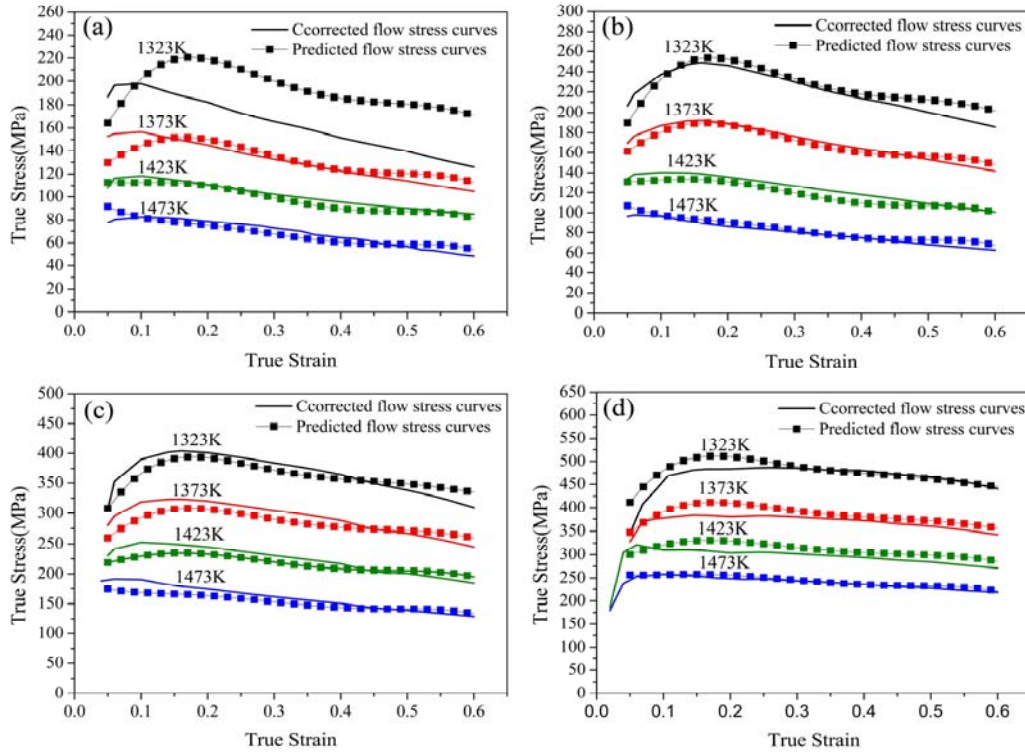 (a)
Ccorrected flow stress curves
Predicted flow stress curves
1323K
1373K
1423K
1473K
True Stress(MPa)
260
240
220
200
180
160
140
120
100
80
60
40
20
0
0.0 0.1 0.2 0.3 0.4 0.5 0.6
True Strain
(b)
Ccorrected flow stress curves
Predicted flow stress curves
1323K
1373K
1423K
1473K
True Stress(MPa)
300
280
260
240
220
200
180
160
140
120
100
80
60
40
20
0
0.0 0.1 0.2 0.3 0.4 0.5 0.6
True Strain
(c)
Ccorrected flow stress curves
Predicted flow stress curves
1323K
1373K
1423K
1473K
True Stress(MPa)
500
450
400
350
300
250
200
150
100
50
0
0.0 0.1 0.2 0.3 0.4 0.5 0.6
True Strain
(d)
Ccorrected flow stress curves
Predicted flow stress curves
1323K
1373K
1423K
1473K
True Stress(MPa)
650
600
550
500
450
400
350
300
250
200
150
100
50
0
0.0 0.1 0.2 0.3 0.4 0.5 0.6
True Strain